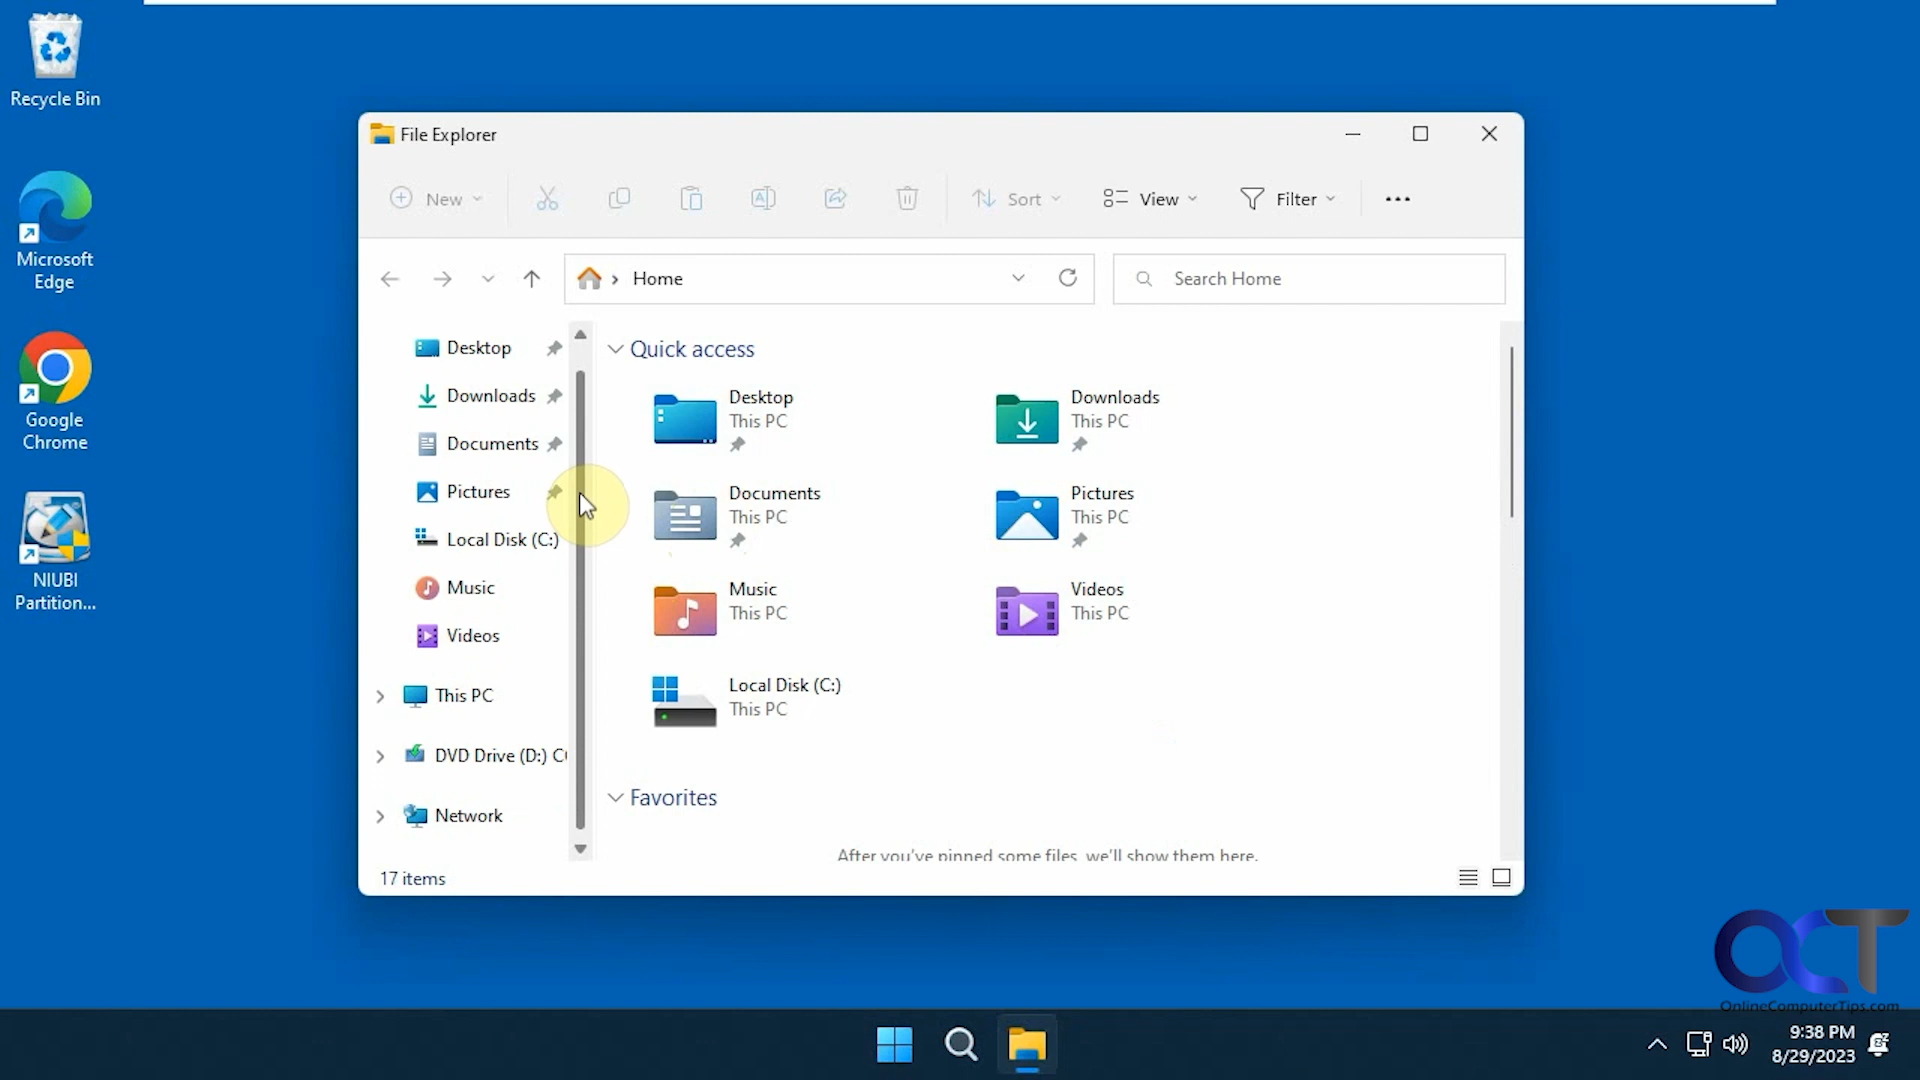 Recycle Bin
Microsoft
Edge
Google
Chrome
NIUBI
Partition...
File Explorer
New
Sort
View
Filter
Home
Search Home
Desktop
Downloads
Documents
Pictures
Local Disk (C:)
Music
Videos
This PC
DVD Drive (D:) C
Network
Quick access
Desktop
This PC
Downloads
This PC
Documents
This PC
Pictures
This PC
Music
This PC
Videos
This PC
Local Disk (C:)
This PC
Favorites
After you've pinned some files, we'll show them here.
17 items
OCT
OnlineComputerTips.com
9:38 PM
8/29/2023